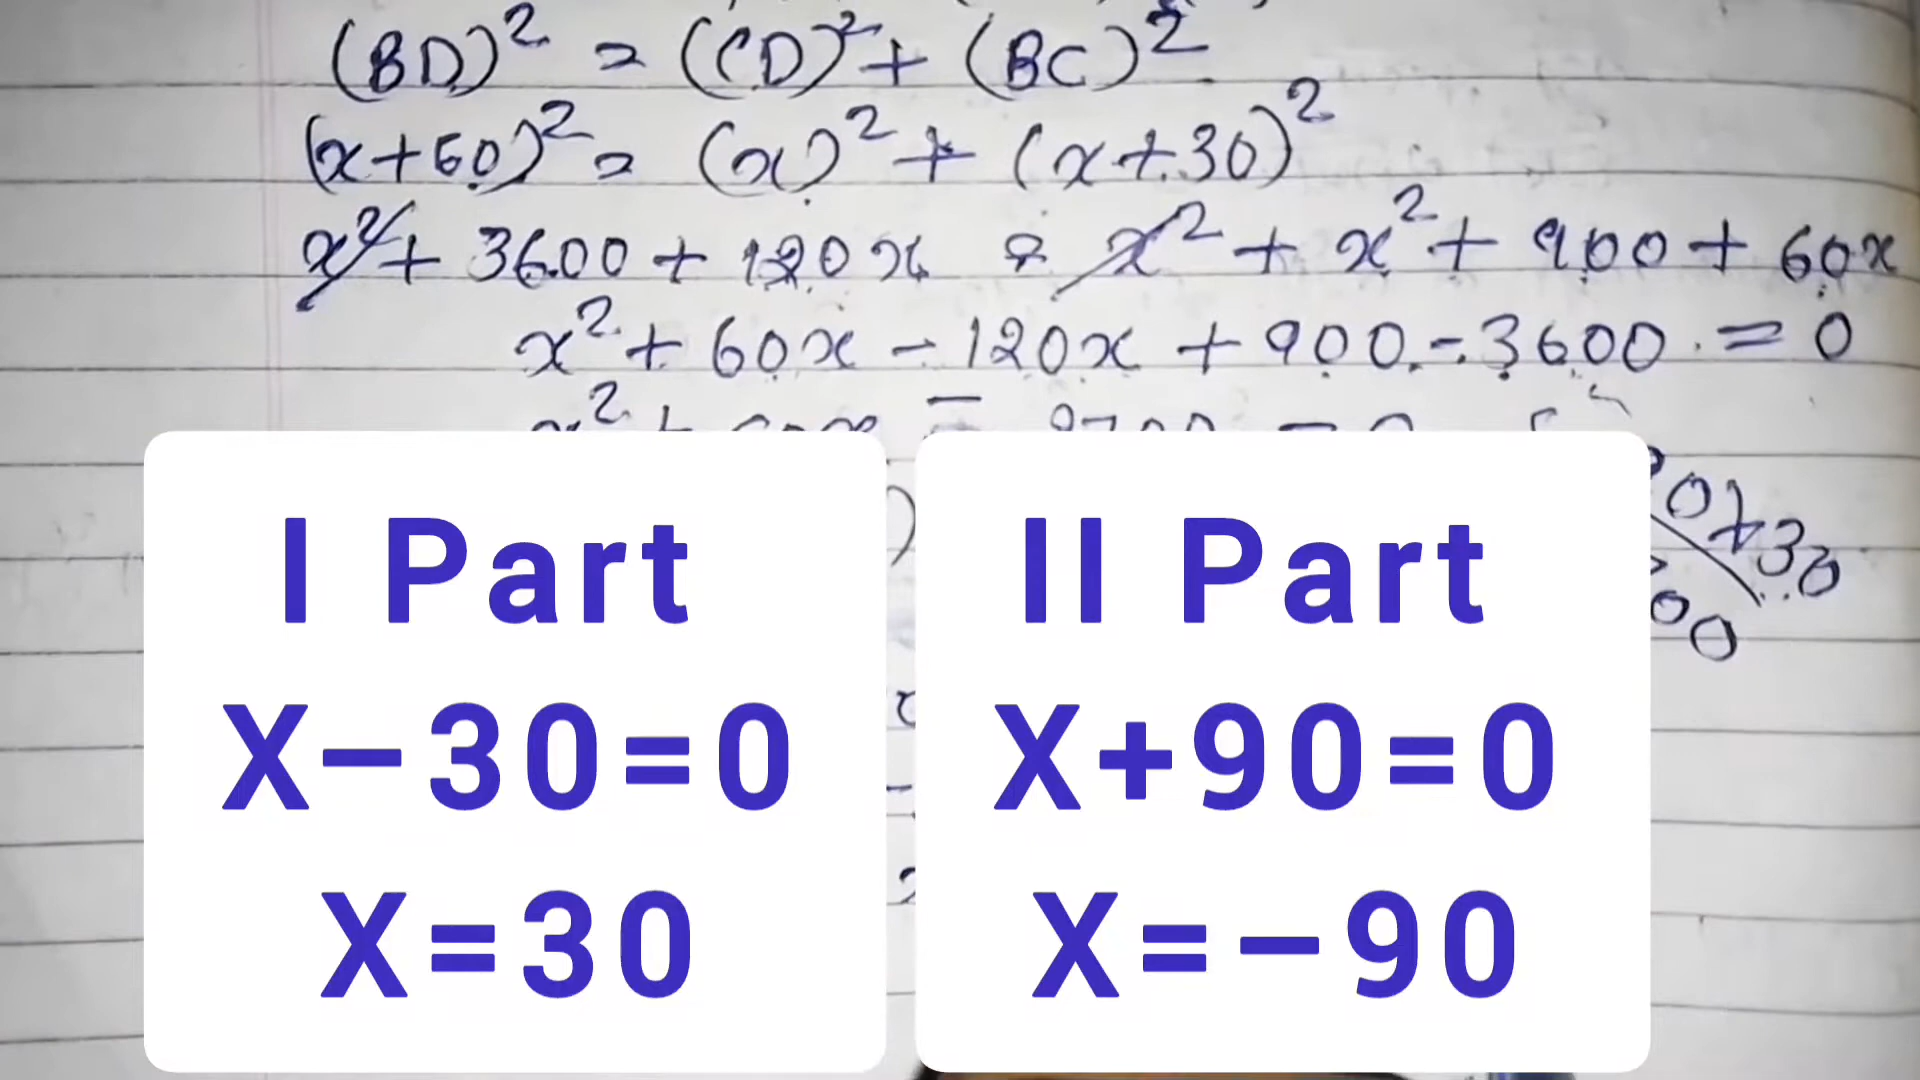 (BD)² = (CD)² + (BC)²
(x+60)² = (x)² + (x+30)²
x² + 3600 + 120x = x² + x² + 900 + 60x
x² + 60x - 120x + 900 - 3600 = 0
I Part
X−30=0
X=30
II Part
X+90=0
X=−90